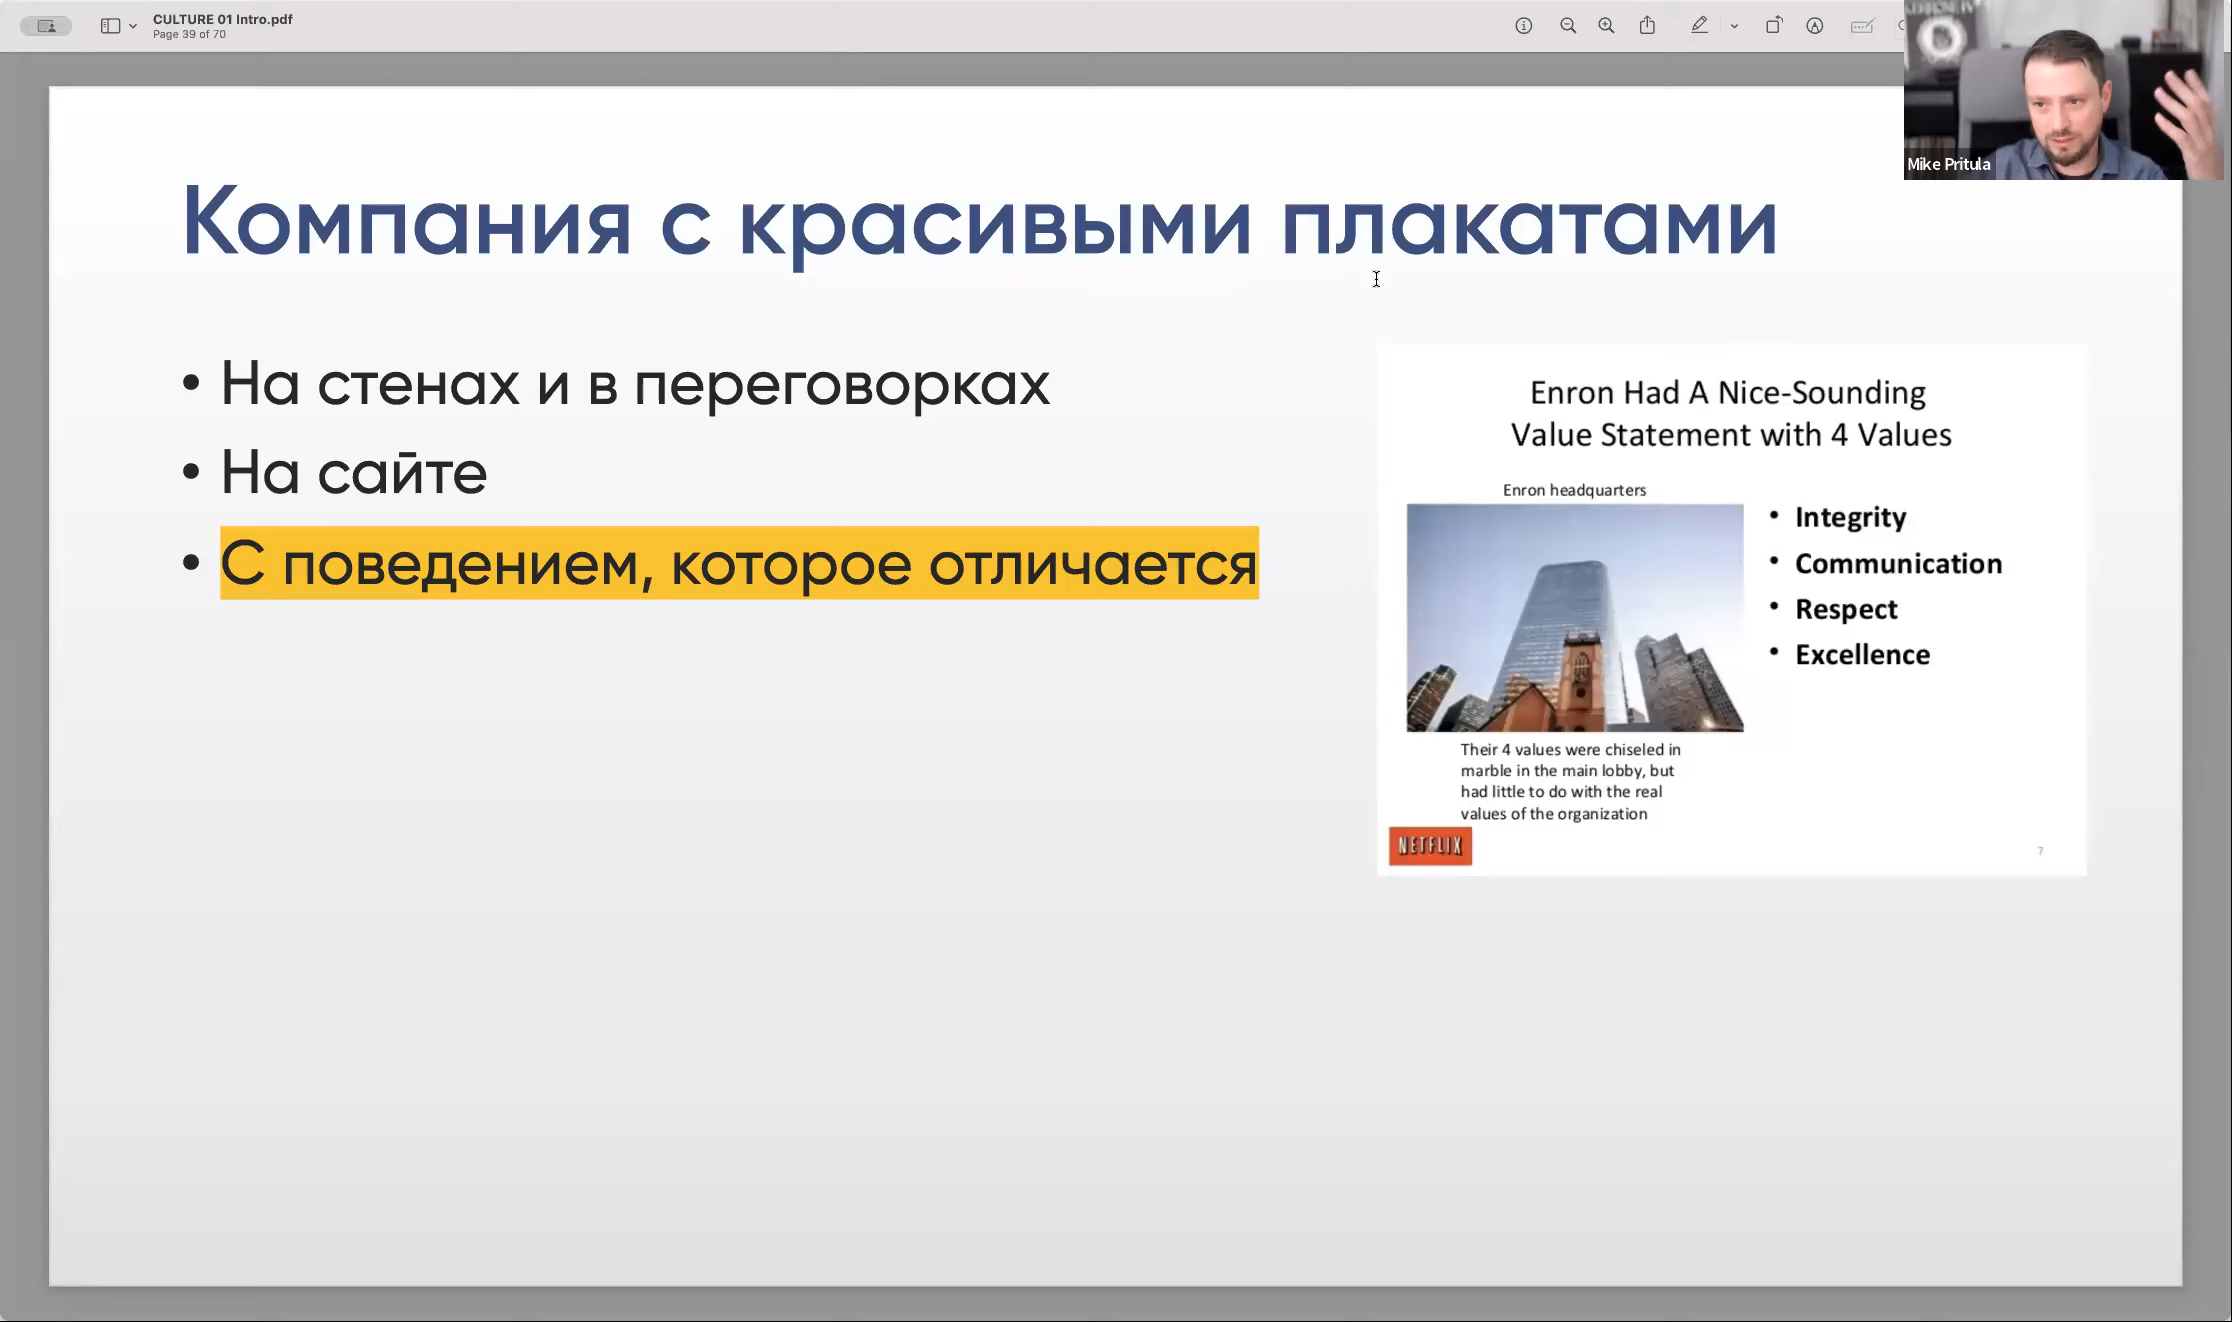 CULTURE 01 Intro.pdf
Page 39 of 70
Mike Pritula
Компания с красивыми плакатами
• На стенах и в переговорках
• На сайте
• С поведением, которое отличается
Enron Had A Nice-Sounding
Value Statement with 4 Values
Enron headquarters
• Integrity
• Communication
• Respect
• Excellence
Their 4 values were chiseled in
marble in the main lobby, but
had little to do with the real
values of the organization
NETFLIX
7